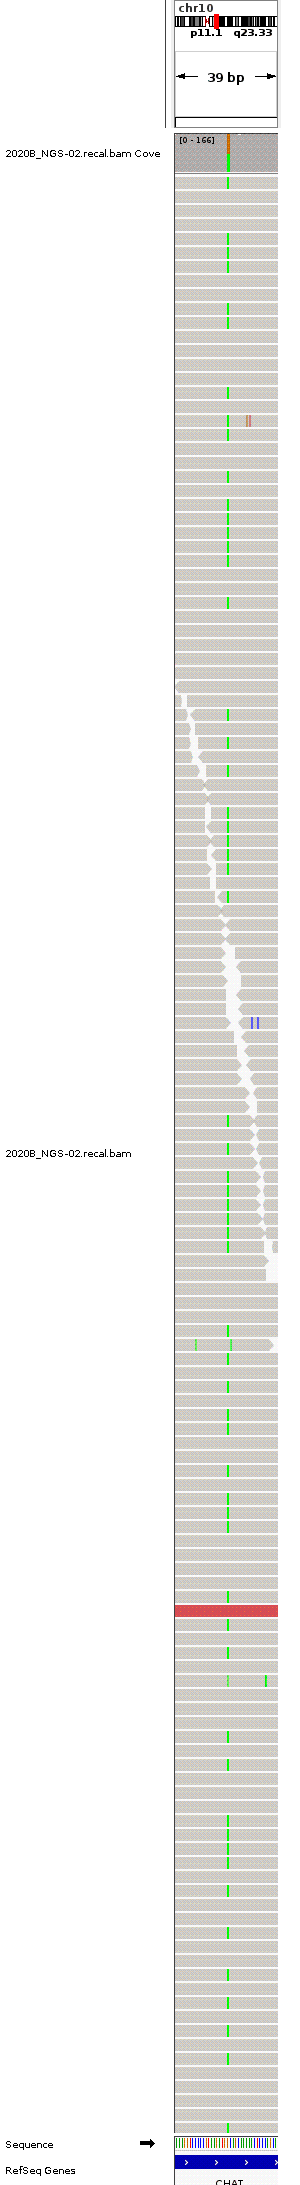 chr10
p11.1 q23.33
39 bp
[0 - 166]
2020B_NGS-02.recal.bam Cove
2020B_NGS-02.recal.bam
Sequence
RefSeq Genes
CHAT